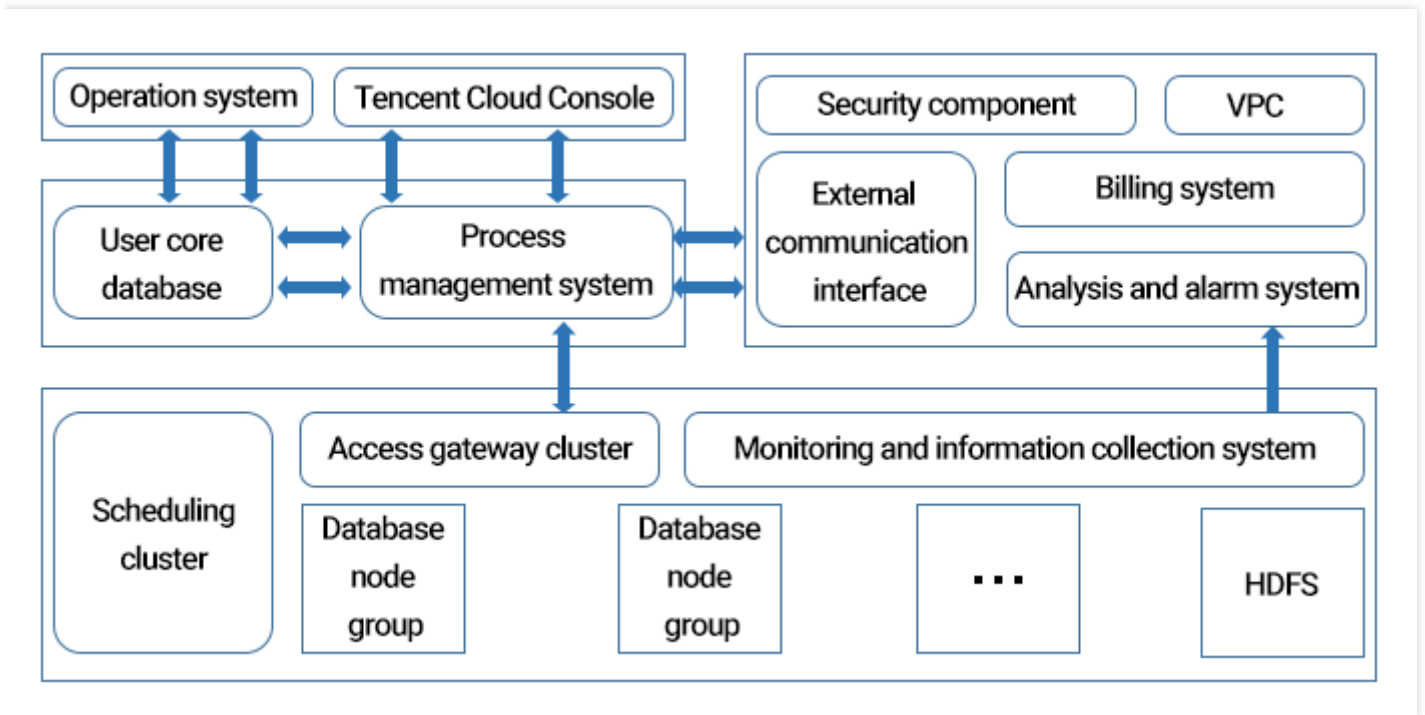 Operation system
Tencent Cloud Console
Security component
VPC
User core
database
Process
management system
External
communication
interface
Billing system
Analysis and alarm system
Scheduling
cluster
Access gateway cluster
Monitoring and information collection system
Database
node
group
Database
node
group
...
HDFS